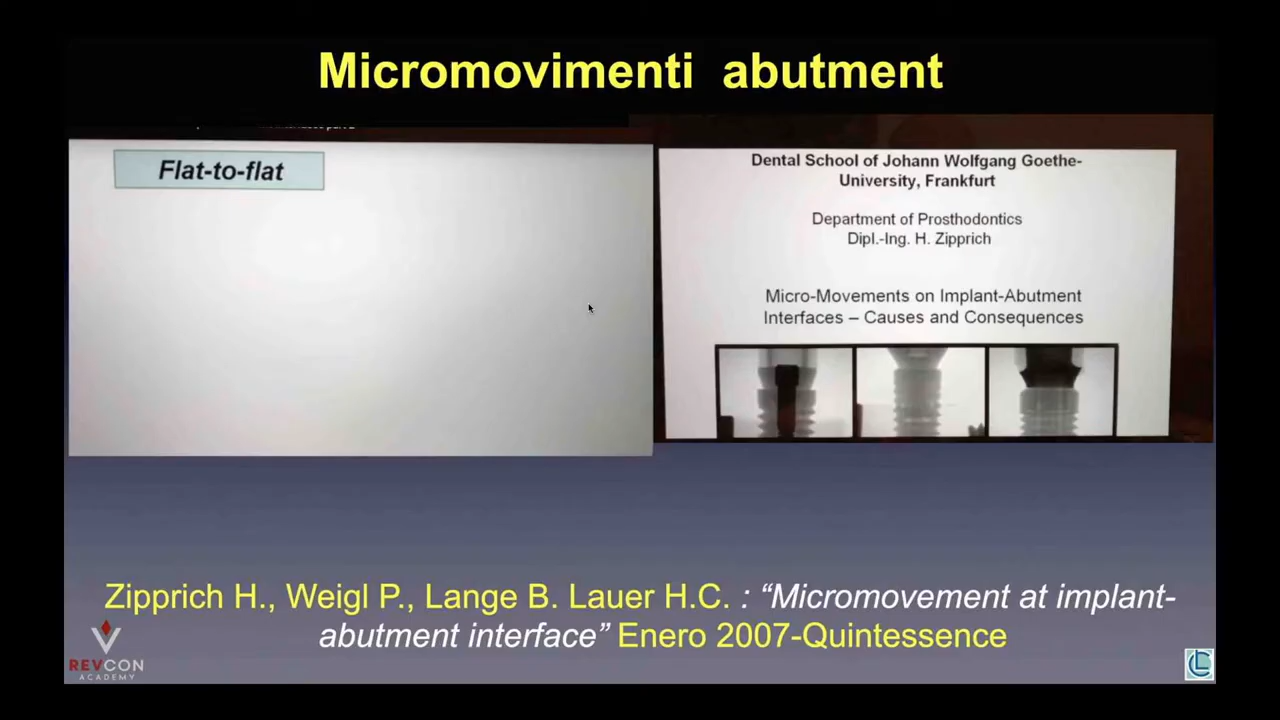 Micromovimenti abutment
Flat-to-flat
Dental School of Johann Wolfgang Goethe-
University, Frankfurt
Department of Prosthodontics
Dipl.-Ing. H. Zipprich
Micro-Movements on Implant-Abutment
Interfaces – Causes and Consequences
Zipprich H., Weigl P., Lange B. Lauer H.C. : “Micromovement at implant-
abutment interface” Enero 2007-Quintessence
REVCON
ACADEMY